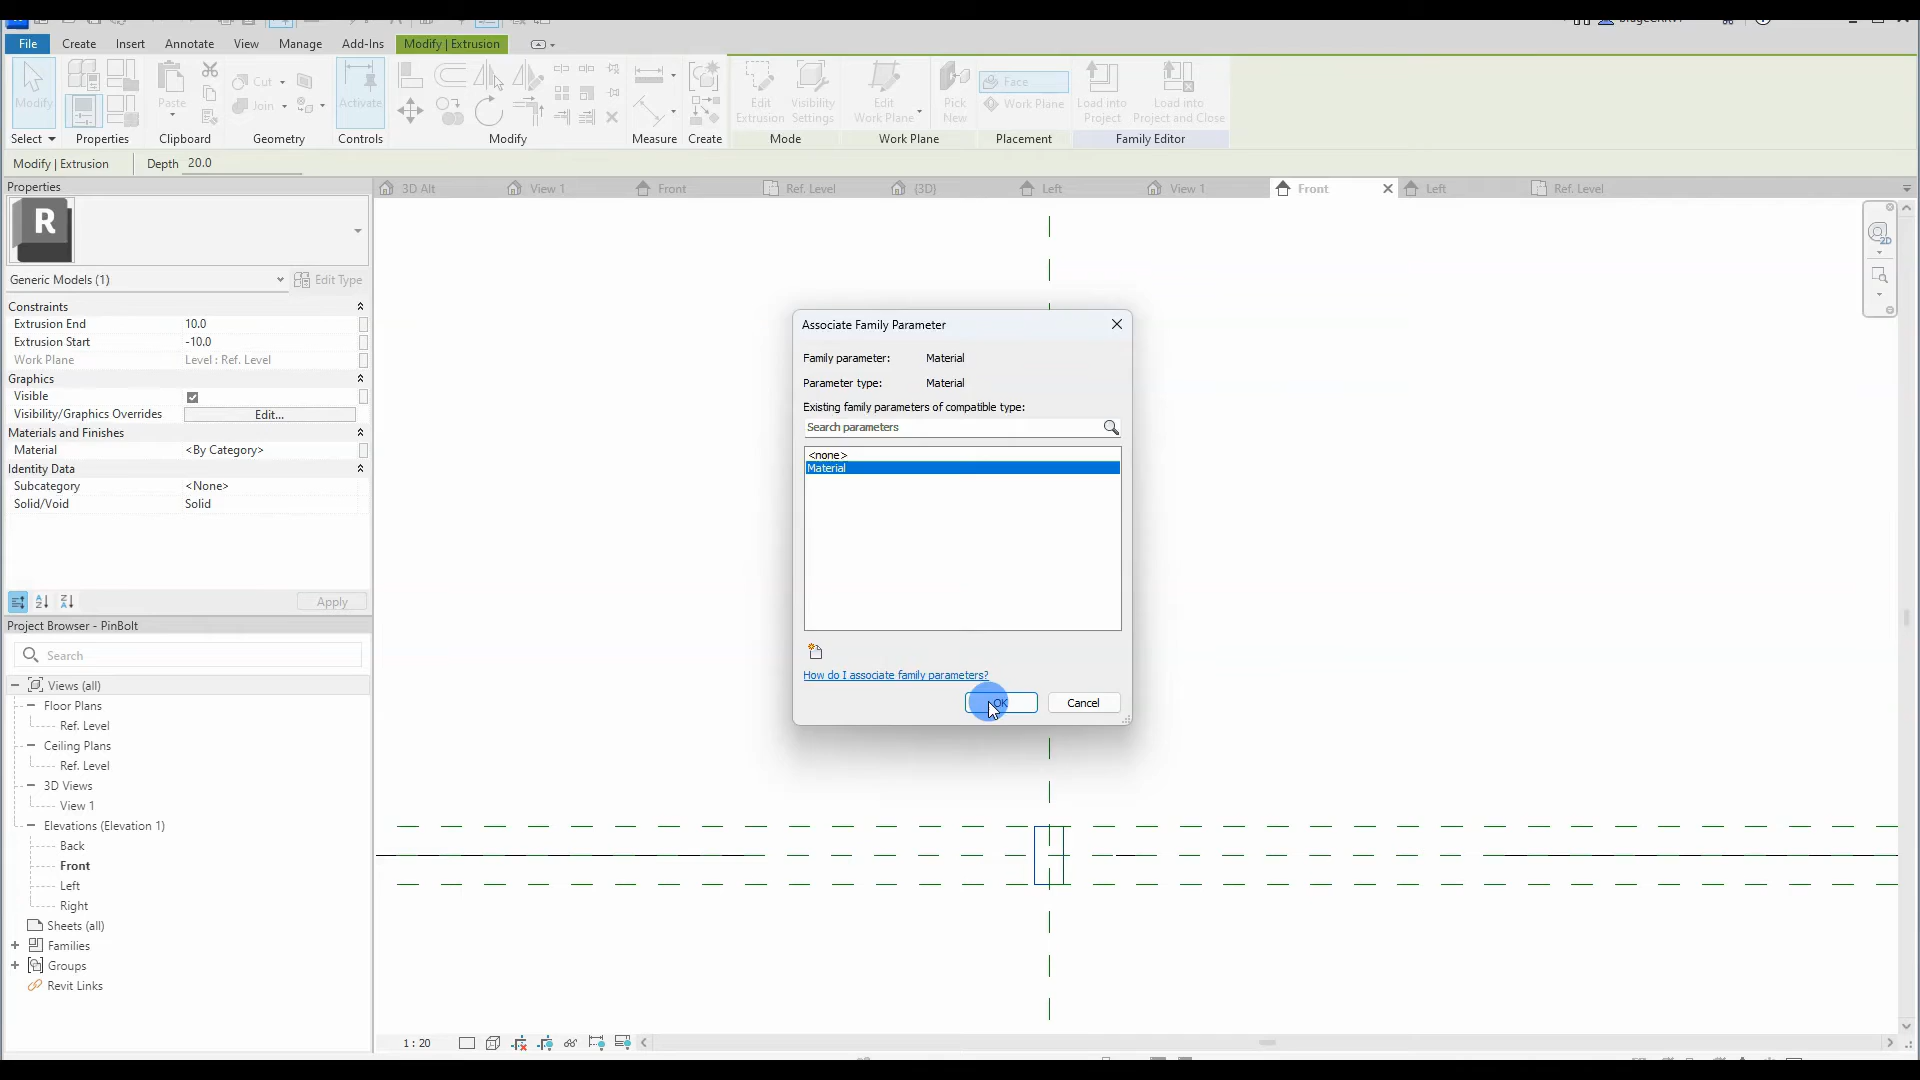 File Create Insert Annotate View Manage Add-Ins Modify | Extrusion
Modify
Paste
Cut
Join
Activate
Edit Extrusion
Visibility Settings
Edit Work Plane
Pick New
Face
Work Plane
Load into Project
Load into Project and Close
Select Properties Clipboard Geometry Controls Modify Measure Create Mode Work Plane Placement Family Editor
Modify | Extrusion Depth 20.0
Properties
3D Alt View 1 Front Ref. Level {3D} Left View 1 Front Left Ref. Level
R
Generic Models (1) Edit Type
Constraints
Extrusion End 10.0
Extrusion Start -10.0
Work Plane Level : Ref. Level
Graphics
Visible
Visibility/Graphics Overrides Edit...
Materials and Finishes
Material <By Category>
Identity Data
Subcategory <None>
Solid/Void Solid
Apply
Project Browser - PinBolt
Search
Views (all)
Floor Plans
Ref. Level
Ceiling Plans
Ref. Level
3D Views
View 1
Elevations (Elevation 1)
Back
Front
Left
Right
Sheets (all)
Families
Groups
Revit Links
Associate Family Parameter
Family parameter: Material
Parameter type: Material
Existing family parameters of compatible type:
Search parameters
<none>
Material
How do I associate family parameters?
OK Cancel
2D
1 : 20